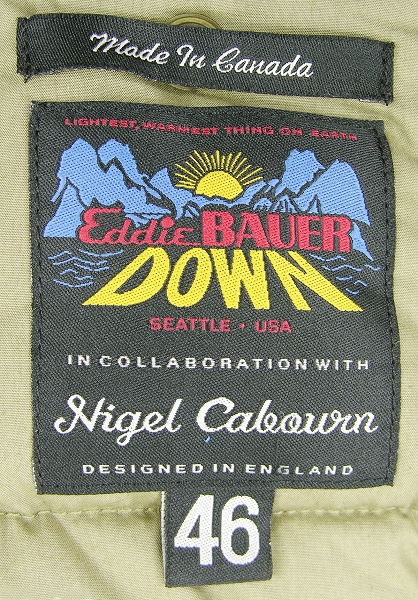 Made In Canada
LIGHTEST, WARMEST THING ON EARTH
Eddie BAUER
DOWN
SEATTLE • USA
IN COLLABORATION WITH
Nigel Cabourn
DESIGNED IN ENGLAND
46